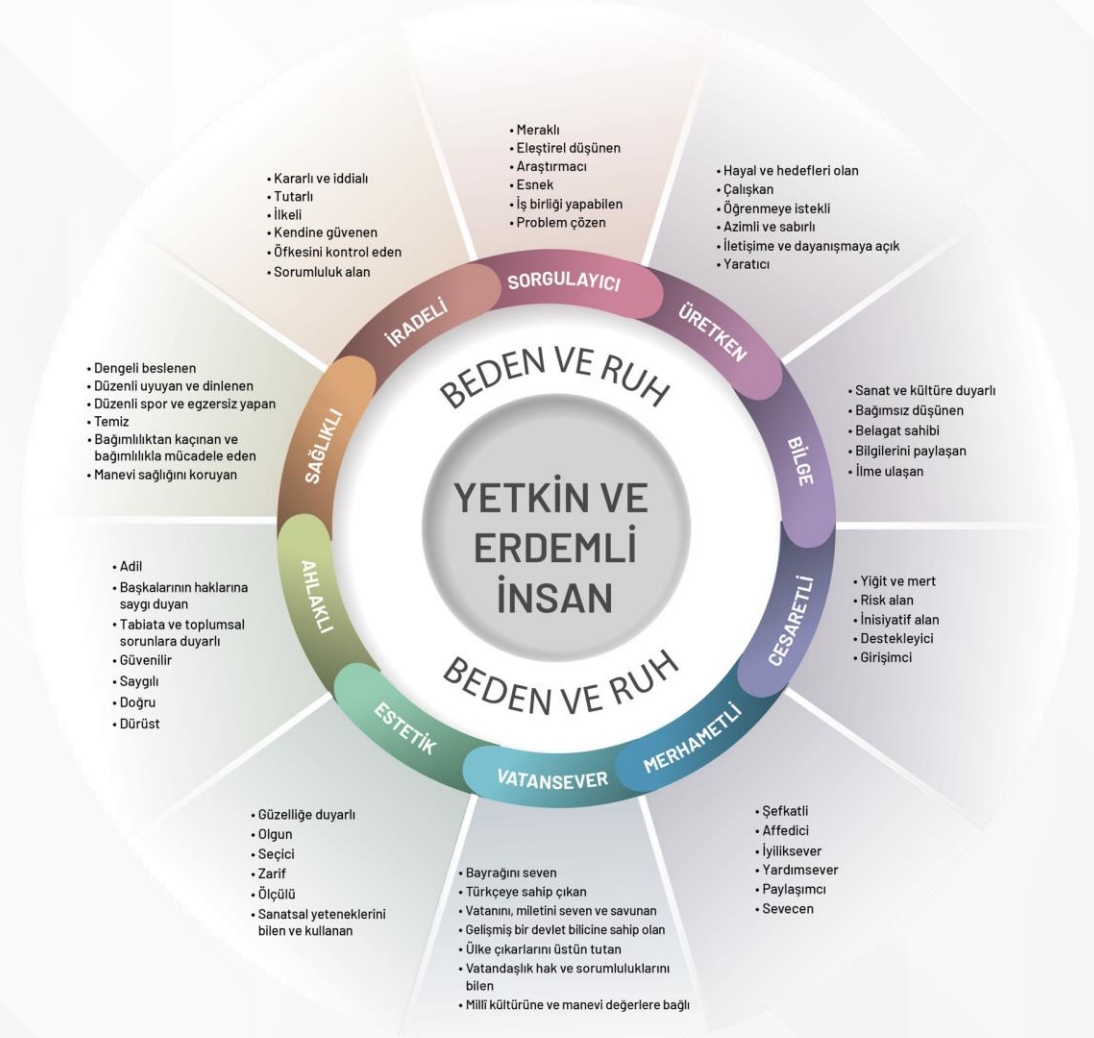 • Meraklı
• Eleştirel düşünen
• Araştırmacı
• Esnek
• İş birliği yapabilen
• Problem çözen
SORGULAYICI
• Hayal ve hedefleri olan
• Çalışkan
• Öğrenmeye istekli
• Azimli ve sabırlı
• İletişime ve dayanışmaya açık
• Yaratıcı
ÜRETKEN
• Sanat ve kültüre duyarlı
• Bağımsız düşünen
• Belagat sahibi
• Bilgilerini paylaşan
• İlme ulaşan
BİLGE
• Yiğit ve mert
• Risk alan
• İnisiyatif alan
• Destekleyici
• Girişimci
CESARETLİ
• Şefkatli
• Affedici
• İyiliksever
• Yardımsever
• Paylaşımcı
• Sevecen
MERHAMETLİ
• Bayrağını seven
• Türkçeye sahip çıkan
• Vatanını, miletini seven ve savunan
• Gelişmiş bir devlet bilicine sahip olan
• Ülke çıkarlarını üstün tutan
• Vatandaşlık hak ve sorumluluklarını
bilen
• Millî kültürüne ve manevi değerlere bağlı
VATANSEVER
• Güzelliğe duyarlı
• Olgun
• Seçici
• Zarif
• Ölçülü
• Sanatsal yeteneklerini
bilen ve kullanan
ESTETİK
• Adil
• Başkalarının haklarına
saygı duyan
• Tabiata ve toplumsal
sorunlara duyarlı
• Güvenilir
• Saygılı
• Doğru
• Dürüst
AHLAKLI
• Dengeli beslenen
• Düzenli uyuyan ve dinlenen
• Düzenli spor ve egzersiz yapan
• Temiz
• Bağımlılıktan kaçınan ve
bağımlılıkla mücadele eden
• Manevi sağlığını koruyan
SAĞLIKLI
• Kararlı ve iddialı
• Tutarlı
• İlkeli
• Kendine güvenen
• Öfkesini kontrol eden
• Sorumluluk alan
İRADELİ
BEDEN VE RUH
YETKİN VE
ERDEMLİ
İNSAN
BEDEN VE RUH